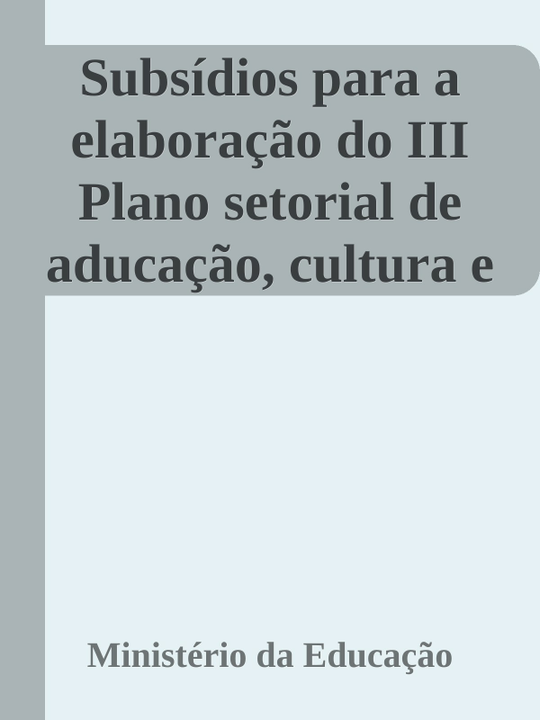 Subsídios para a
elaboração do III
Plano setorial de
aducação, cultura e
Ministério da Educação